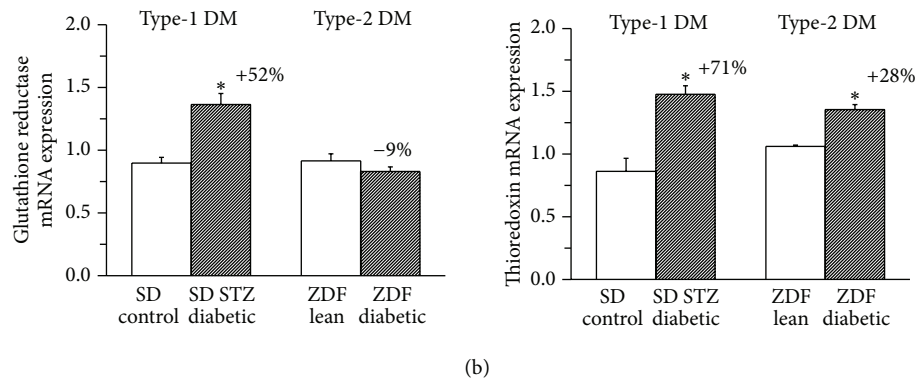 Type-1 DM
Type-2 DM
Glutathione reductase
mRNA expression
2.0
1.5
1.0
0.5
0.0
*
+52%
−9%
SD
control
SD STZ
diabetic
ZDF
lean
ZDF
diabetic
Type-1 DM
Type-2 DM
Thioredoxin mRNA expression
2.0
1.5
1.0
0.5
0.0
*
+71%
*
+28%
SD
control
SD STZ
diabetic
ZDF
lean
ZDF
diabetic
(b)